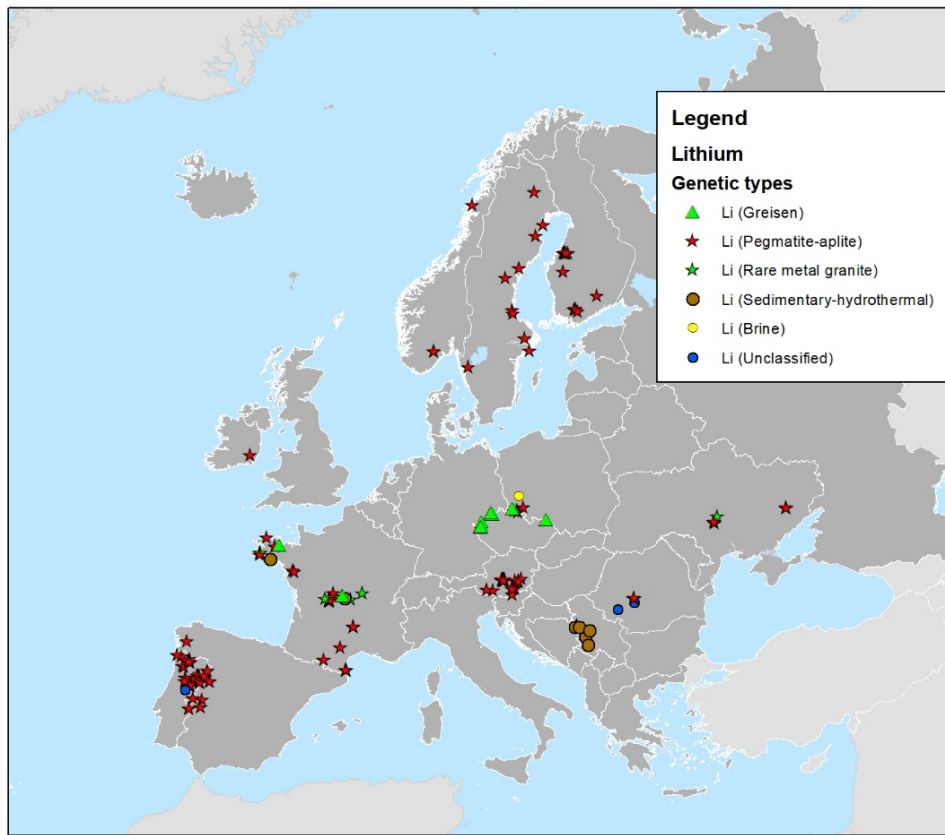 Legend
Lithium
Genetic types
Li (Greisen)
Li (Pegmatite-aplite)
Li (Rare metal granite)
Li (Sedimentary-hydrothermal)
Li (Brine)
Li (Unclassified)